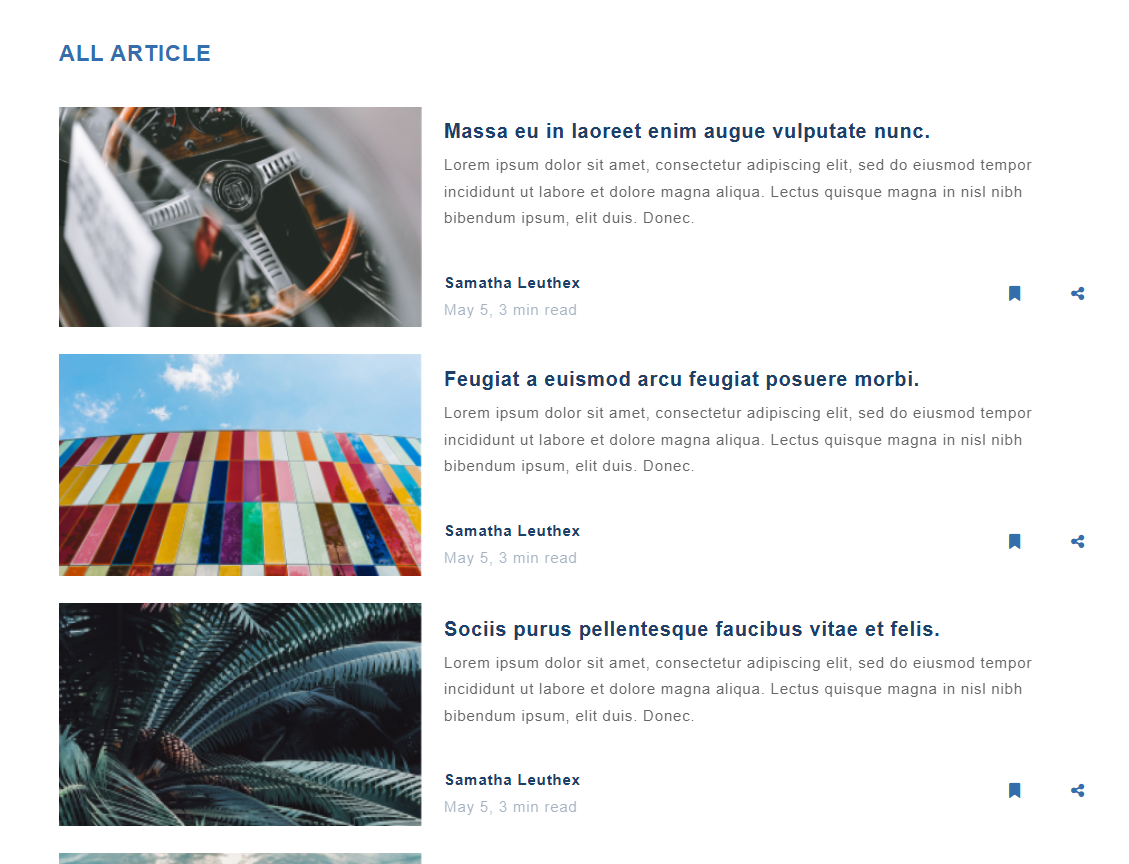 ALL ARTICLE
Massa eu in laoreet enim augue vulputate nunc.
Lorem ipsum dolor sit amet, consectetur adipiscing elit, sed do eiusmod tempor
incididunt ut labore et dolore magna aliqua. Lectus quisque magna in nisl nibh
bibendum ipsum, elit duis. Donec.
Samatha Leuthex
May 5, 3 min read
Feugiat a euismod arcu feugiat posuere morbi.
Lorem ipsum dolor sit amet, consectetur adipiscing elit, sed do eiusmod tempor
incididunt ut labore et dolore magna aliqua. Lectus quisque magna in nisl nibh
bibendum ipsum, elit duis. Donec.
Samatha Leuthex
May 5, 3 min read
Sociis purus pellentesque faucibus vitae et felis.
Lorem ipsum dolor sit amet, consectetur adipiscing elit, sed do eiusmod tempor
incididunt ut labore et dolore magna aliqua. Lectus quisque magna in nisl nibh
bibendum ipsum, elit duis. Donec.
Samatha Leuthex
May 5, 3 min read